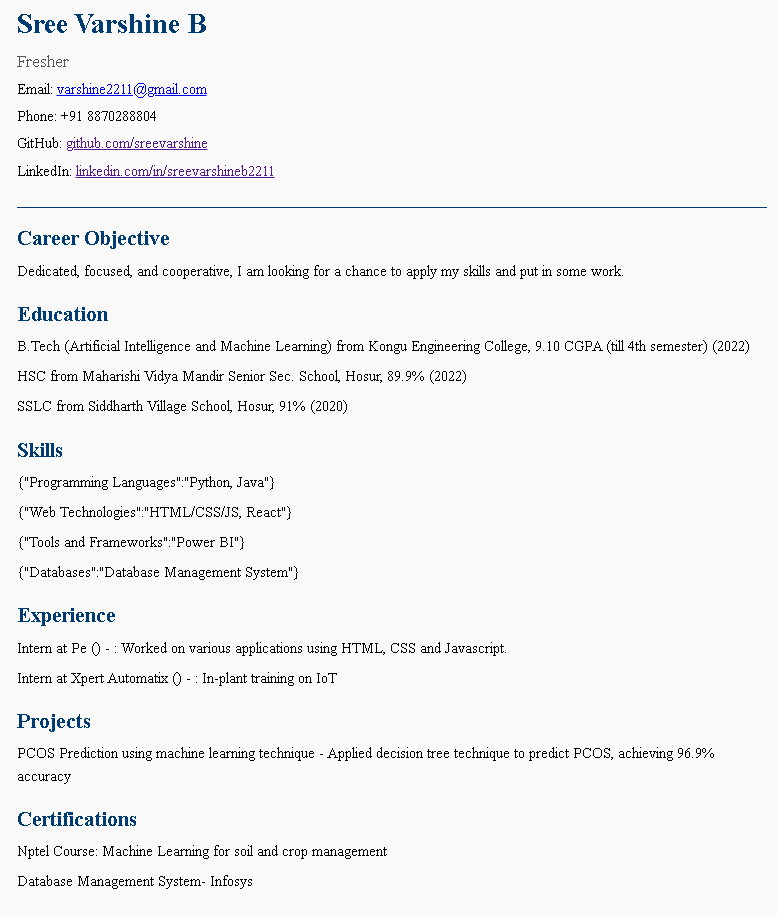 Sree Varshine B
Fresher
Email: varshine2211@gmail.com
Phone: +91 8870288804
GitHub: github.com/sreevarshine
LinkedIn: linkedin.com/in/sreevarshineb2211
Career Objective
Dedicated, focused, and cooperative, I am looking for a chance to apply my skills and put in some work.
Education
B.Tech (Artificial Intelligence and Machine Learning) from Kongu Engineering College, 9.10 CGPA (till 4th semester) (2022)
HSC from Maharishi Vidya Mandir Senior Sec. School, Hosur, 89.9% (2022)
SSLC from Siddharth Village School, Hosur, 91% (2020)
Skills
{"Programming Languages":"Python, Java"}
{"Web Technologies":"HTML/CSS/JS, React"}
{"Tools and Frameworks":"Power BI"}
{"Databases":"Database Management System"}
Experience
Intern at Pe () - : Worked on various applications using HTML, CSS and Javascript.
Intern at Xpert Automatix () - : In-plant training on IoT
Projects
PCOS Prediction using machine learning technique - Applied decision tree technique to predict PCOS, achieving 96.9%
accuracy
Certifications
Nptel Course: Machine Learning for soil and crop management
Database Management System- Infosys